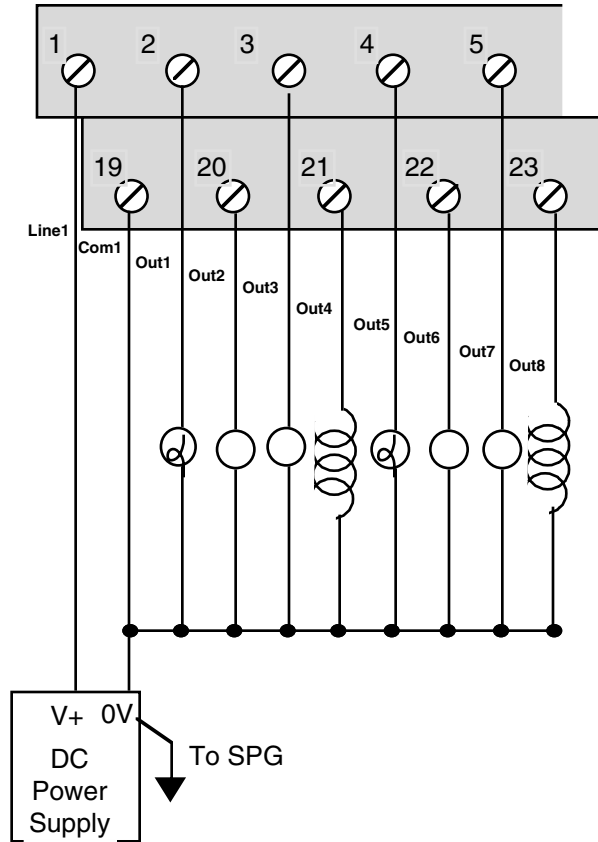 1 2 3 4 5
19 20 21 22 23
Line1
Com1
Out1
Out2
Out3
Out4
Out5
Out6
Out7
Out8
V+ 0V
DC
Power
Supply
To SPG